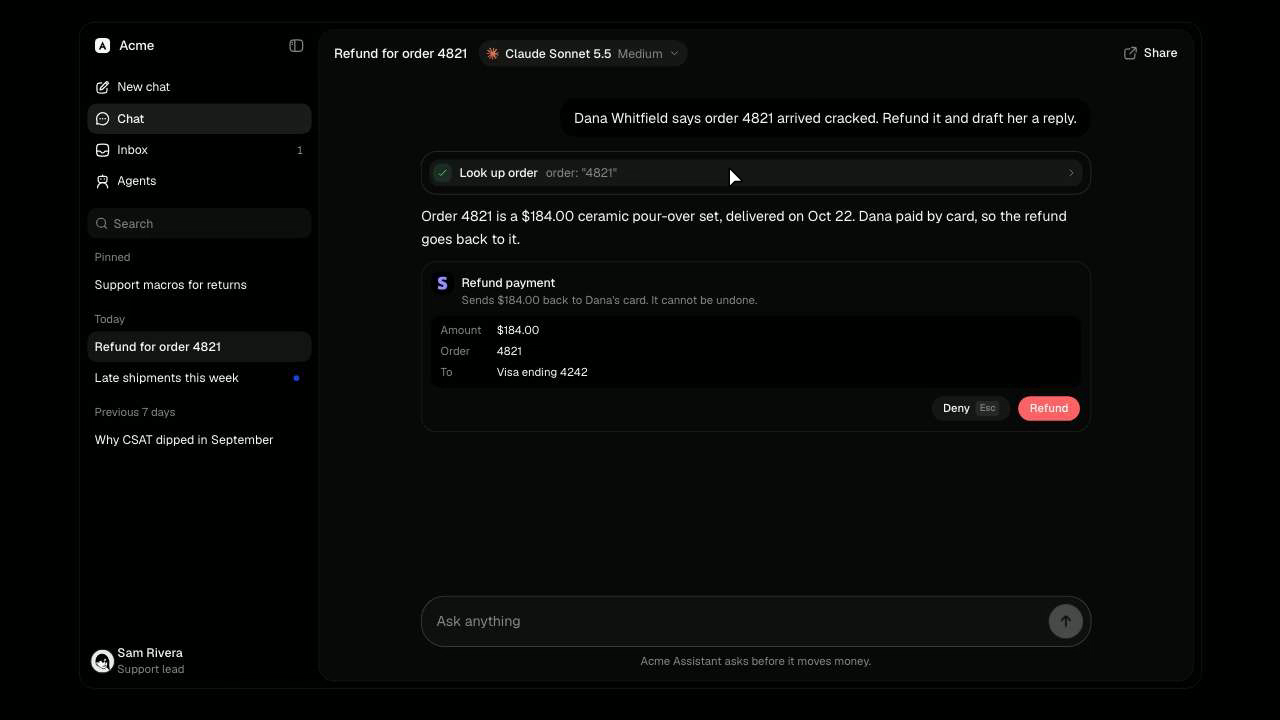 Acme
New chat
Chat
Inbox 1
Agents
Search
Pinned
Support macros for returns
Today
Refund for order 4821
Late shipments this week
Previous 7 days
Why CSAT dipped in September
Sam Rivera
Support lead
Refund for order 4821 Claude Sonnet 5.5 Medium Share
Dana Whitfield says order 4821 arrived cracked. Refund it and draft her a reply.
Look up order order: "4821"
Order 4821 is a $184.00 ceramic pour-over set, delivered on Oct 22. Dana paid by card, so the refund
goes back to it.
S Refund payment
Sends $184.00 back to Dana's card. It cannot be undone.
Amount $184.00
Order 4821
To Visa ending 4242
Deny Esc Refund
Ask anything
Acme Assistant asks before it moves money.